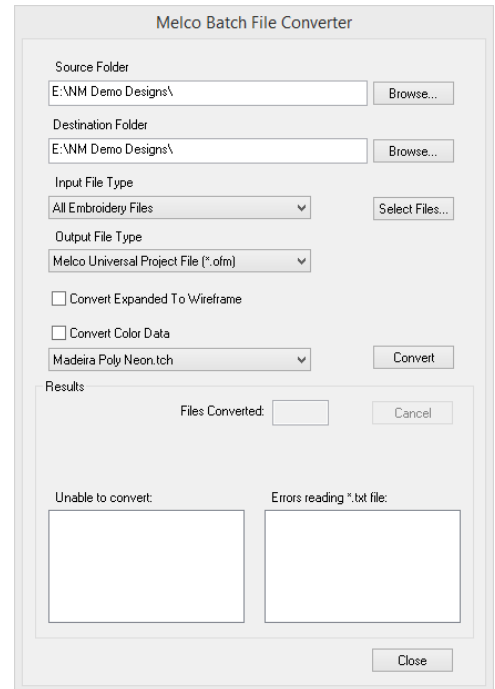 Melco Batch File Converter
Source Folder
E:\NM Demo Designs\
Browse...
Destination Folder
E:\NM Demo Designs\
Browse...
Input File Type
All Embroidery Files
Select Files...
Output File Type
Melco Universal Project File (*.ofm)
Convert Expanded To Wireframe
Convert Color Data
Madeira Poly Neon.tch
Convert
Results
Files Converted:
Cancel
Unable to convert:
Errors reading *.txt file:
Close